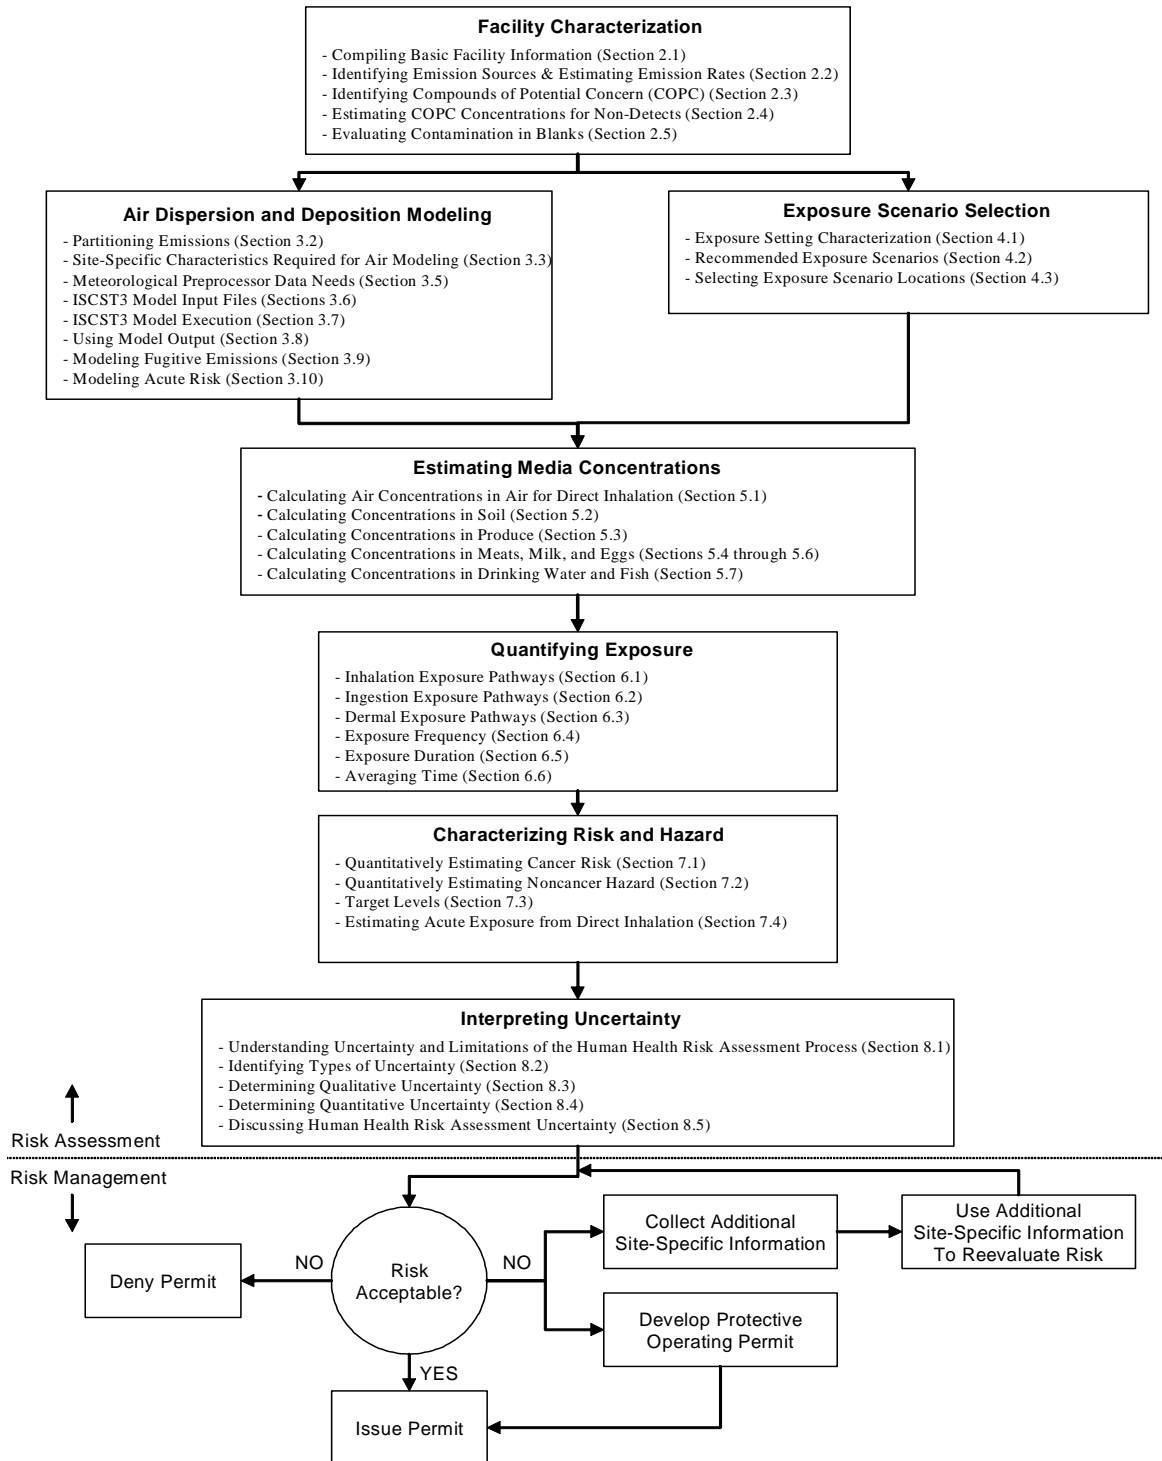 Facility Characterization
- Compiling Basic Facility Information (Section 2.1)
- Identifying Emission Sources & Estimating Emission Rates (Section 2.2)
- Identifying Compounds of Potential Concern (COPC) (Section 2.3)
- Estimating COPC Concentrations for Non-Detects (Section 2.4)
- Evaluating Contamination in Blanks (Section 2.5)
Air Dispersion and Deposition Modeling
- Partitioning Emissions (Section 3.2)
- Site-Specific Characteristics Required for Air Modeling (Section 3.3)
- Meteorological Preprocessor Data Needs (Section 3.5)
- ISCST3 Model Input Files (Sections 3.6)
- ISCST3 Model Execution (Section 3.7)
- Using Model Output (Section 3.8)
- Modeling Fugitive Emissions (Section 3.9)
- Modeling Acute Risk (Section 3.10)
Exposure Scenario Selection
- Exposure Setting Characterization (Section 4.1)
- Recommended Exposure Scenarios (Section 4.2)
- Selecting Exposure Scenario Locations (Section 4.3)
Estimating Media Concentrations
- Calculating Air Concentrations in Air for Direct Inhalation (Section 5.1)
- Calculating Concentrations in Soil (Section 5.2)
- Calculating Concentrations in Produce (Section 5.3)
- Calculating Concentrations in Meats, Milk, and Eggs (Sections 5.4 through 5.6)
- Calculating Concentrations in Drinking Water and Fish (Section 5.7)
Quantifying Exposure
- Inhalation Exposure Pathways (Section 6.1)
- Ingestion Exposure Pathways (Section 6.2)
- Dermal Exposure Pathways (Section 6.3)
- Exposure Frequency (Section 6.4)
- Exposure Duration (Section 6.5)
- Averaging Time (Section 6.6)
Characterizing Risk and Hazard
- Quantitatively Estimating Cancer Risk (Section 7.1)
- Quantitatively Estimating Noncancer Hazard (Section 7.2)
- Target Levels (Section 7.3)
- Estimating Acute Exposure from Direct Inhalation (Section 7.4)
Interpreting Uncertainty
- Understanding Uncertainty and Limitations of the Human Health Risk Assessment Process (Section 8.1)
- Identifying Types of Uncertainty (Section 8.2)
- Determining Qualitative Uncertainty (Section 8.3)
- Determining Quantitative Uncertainty (Section 8.4)
- Discussing Human Health Risk Assessment Uncertainty (Section 8.5)
Risk Assessment
Risk Management
Deny Permit
NO
Risk
Acceptable?
NO
Collect Additional
Site-Specific Information
Use Additional
Site-Specific Information
To Reevaluate Risk
Develop Protective
Operating Permit
YES
Issue Permit